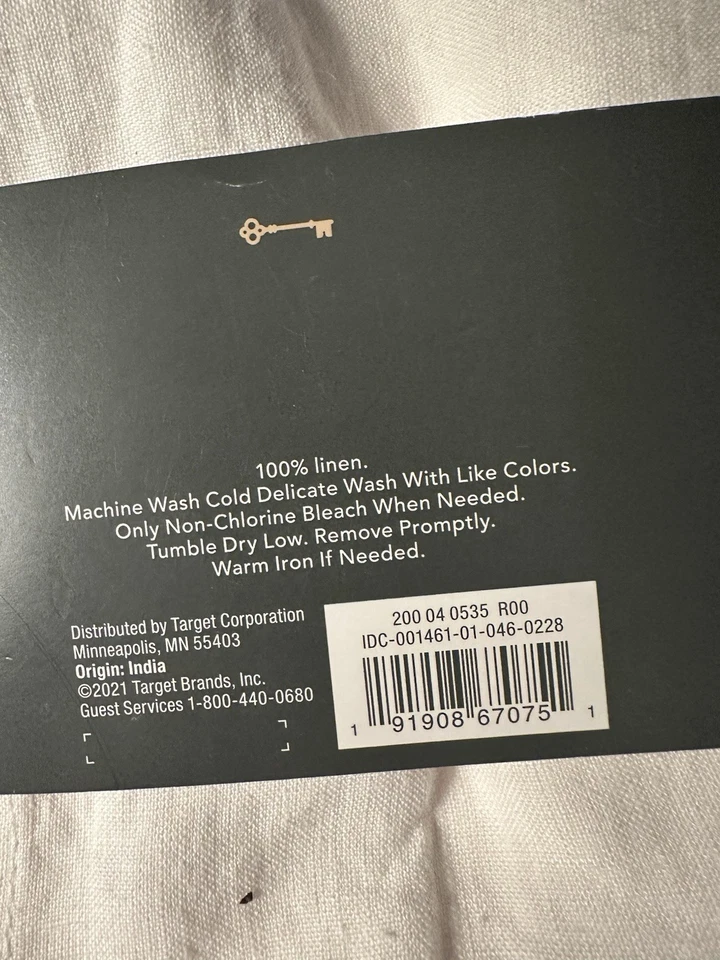 100% linen.
Machine Wash Cold Delicate Wash With Like Colors.
Only Non-Chlorine Bleach When Needed.
Tumble Dry Low. Remove Promptly.
Warm Iron If Needed.
Distributed by Target Corporation
Minneapolis, MN 55403
Origin: India
©2021 Target Brands, Inc.
Guest Services 1-800-440-0680
200 04 0535 R00
IDC-001461-01-046-0228
1 91908 67075 1